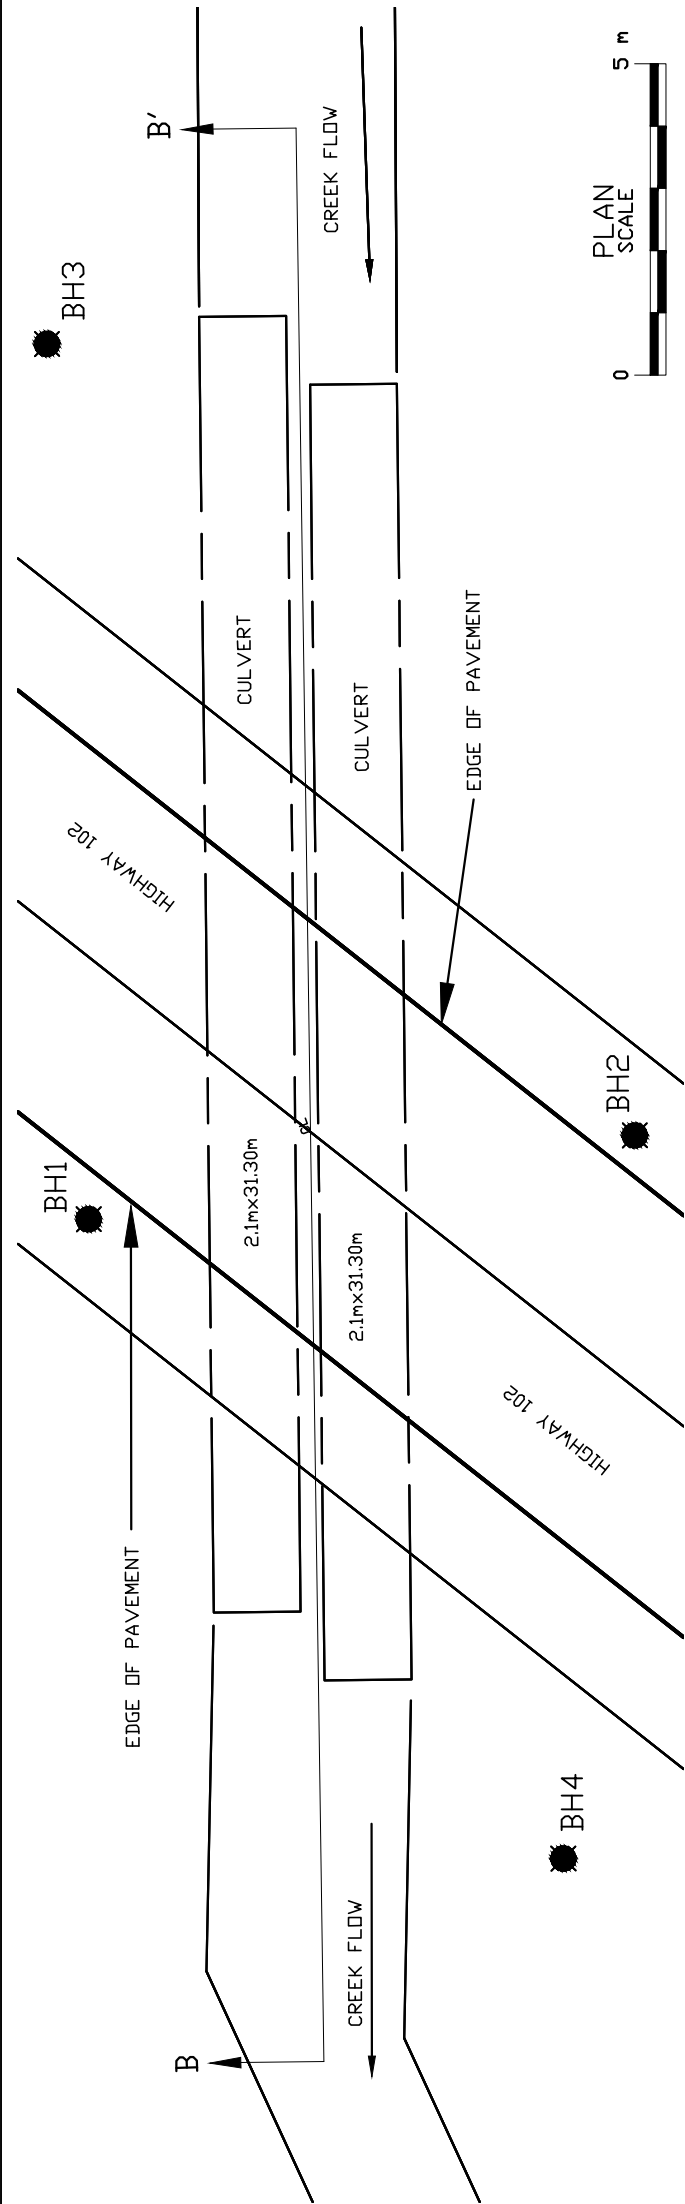 B'
CREEK FLOW
5 m
PLAN
SCALE
0
BH3
CULVERT
CULVERT
EDGE OF PAVEMENT
HIGHWAY 102
BH2
BH1
2.1mx31.30m
2.1mx31.30m
HIGHWAY 102
EDGE OF PAVEMENT
BH4
CREEK FLOW
B